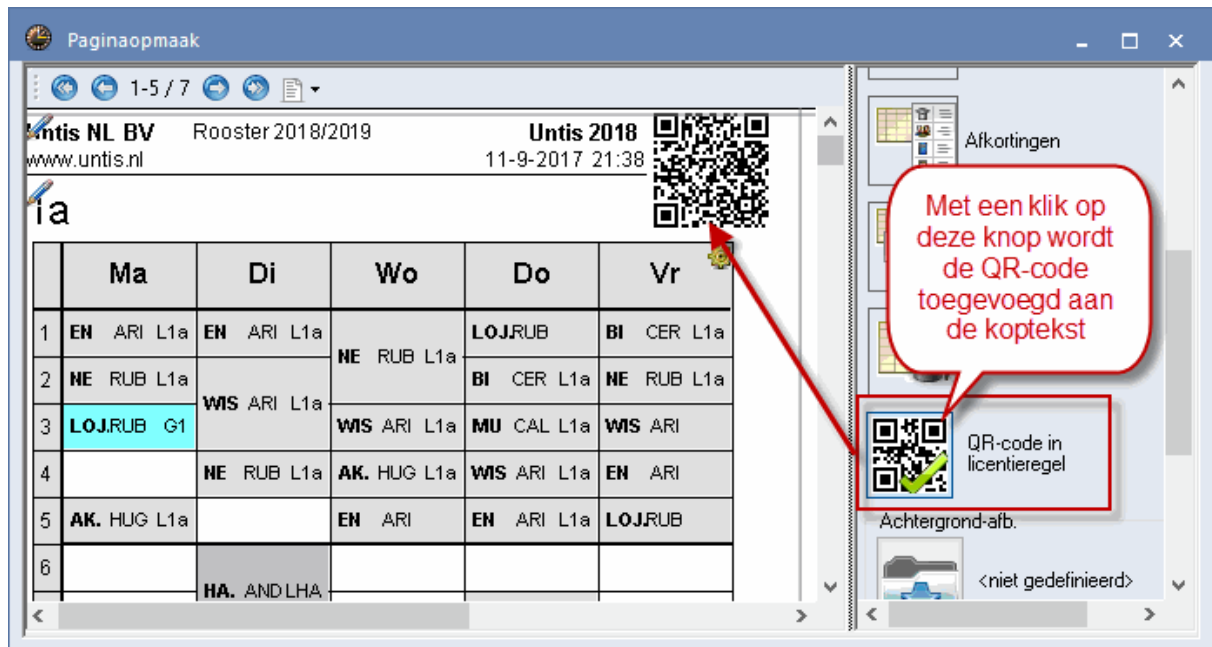 Paginaopmaak
1-5 / 7
Untis NL BV Rooster 2018/2019 Untis 2018
www.untis.nl 11-9-2017 21:38
1a
Ma Di Wo Do Vr
1 EN ARI L1a EN ARI L1a NE RUB L1a LOJ.RUB BI CER L1a
2 NE RUB L1a WIS ARI L1a BI CER L1a NE RUB L1a
3 LOJ.RUB G1 WIS ARI L1a MU CAL L1a WIS ARI
4 NE RUB L1a AK. HUG L1a WIS ARI L1a EN ARI
5 AK. HUG L1a EN ARI EN ARI L1a LOJ.RUB
6
HA. AND LHA
Afkortingen
Met een klik op
deze knop wordt
de QR-code
toegevoegd aan
de koptekst
QR-code in
licentieregel
Achtergrond-afb.
<niet gedefinieerd>